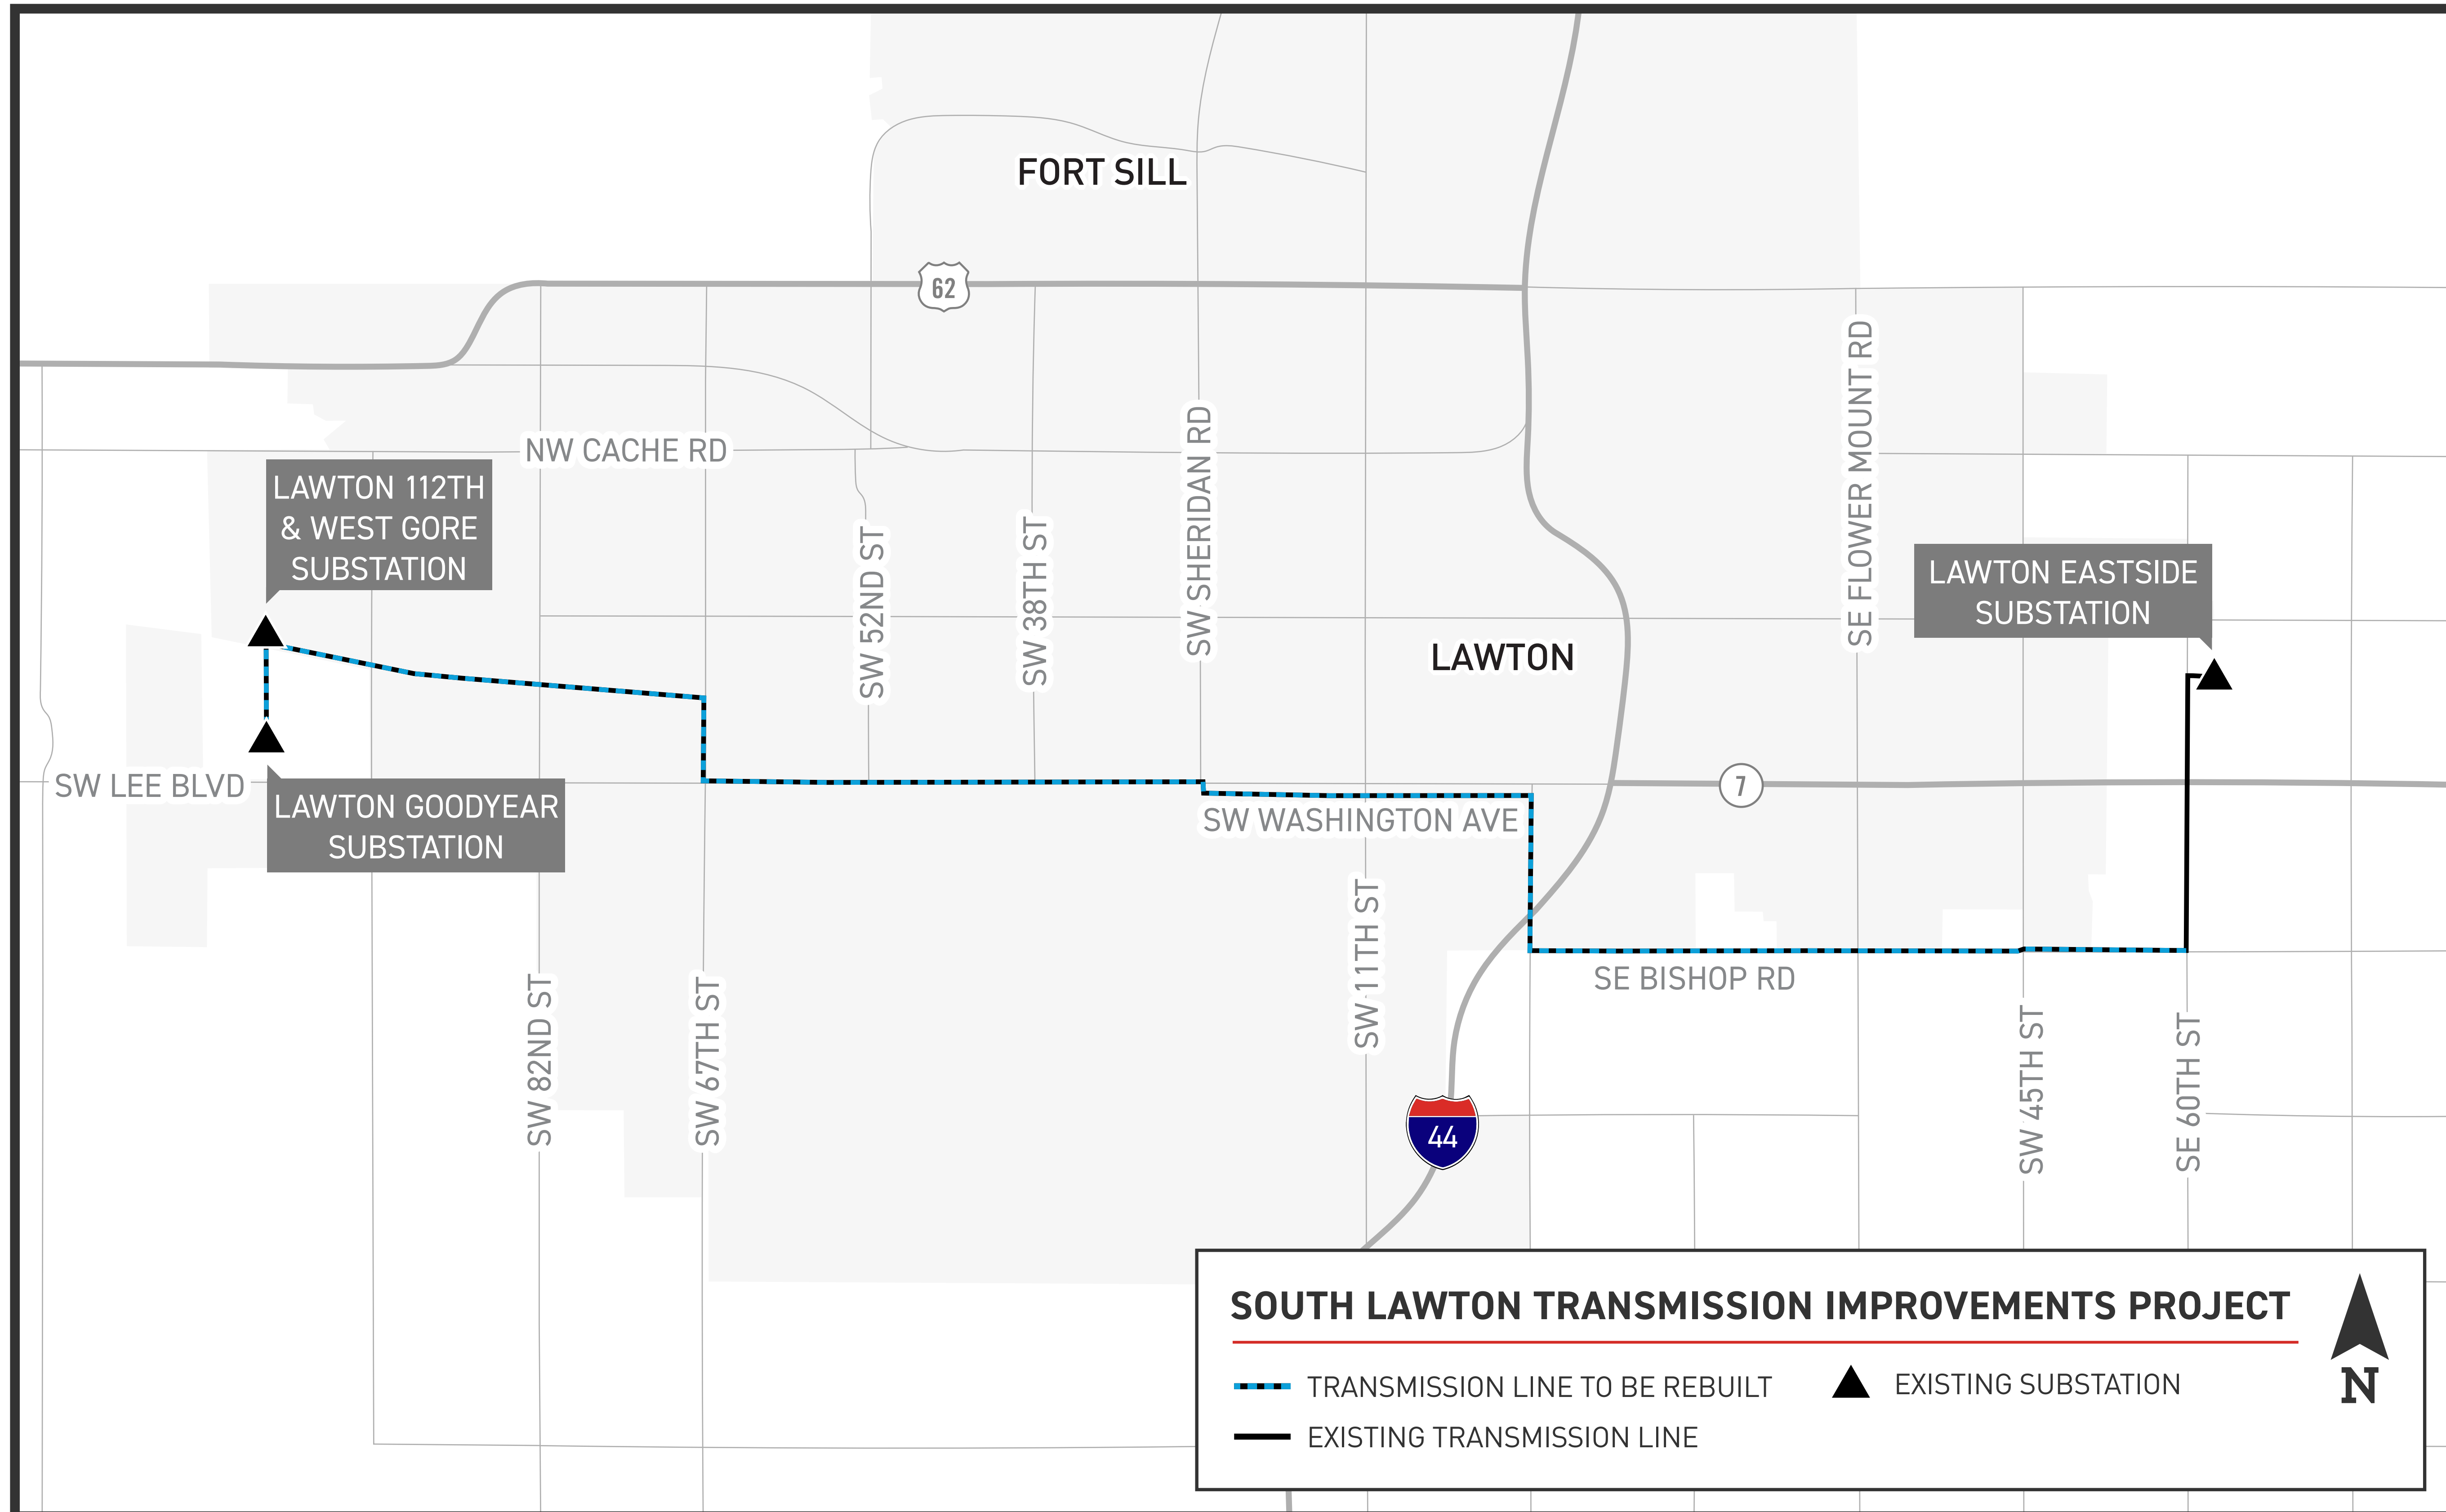 FORT SILL
62
SE FLOWER MOUNT RD
NW CACHE RD
SW SHERIDAN RD
LAWTON 112TH
& WEST GORE
SUBSTATION
SW 52ND ST
SW 38TH ST
LAWTON EASTSIDE
SUBSTATION
LAWTON
SW LEE BLVD
7
LAWTON GOODYEAR
SUBSTATION
SW WASHINGTON AVE
SW 11TH ST
SE BISHOP RD
SW 82ND ST
SW 67TH ST
SW 45TH ST
SE 60TH ST
44
SOUTH LAWTON TRANSMISSION IMPROVEMENTS PROJECT
TRANSMISSION LINE TO BE REBUILT
EXISTING SUBSTATION
EXISTING TRANSMISSION LINE
N